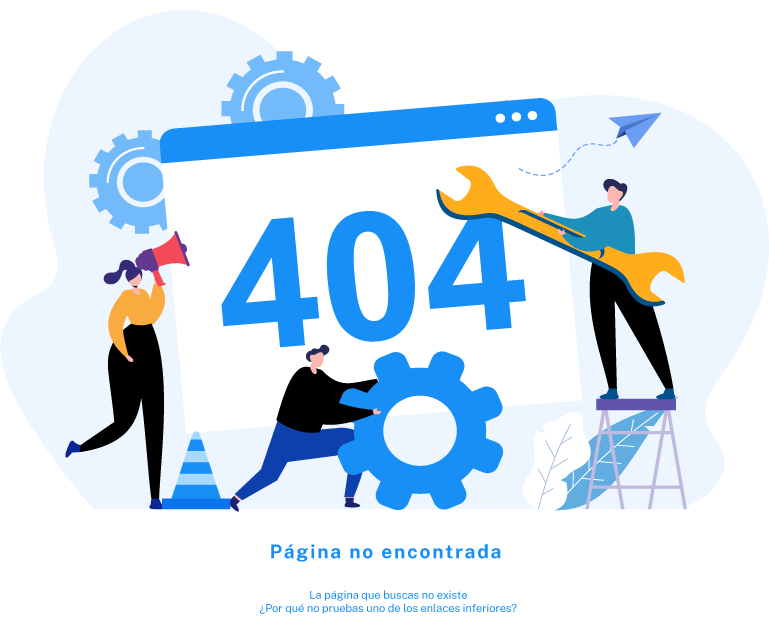 404
Página no encontrada
La página que buscas no existe
¿Por qué no pruebas uno de los enlaces inferiores?